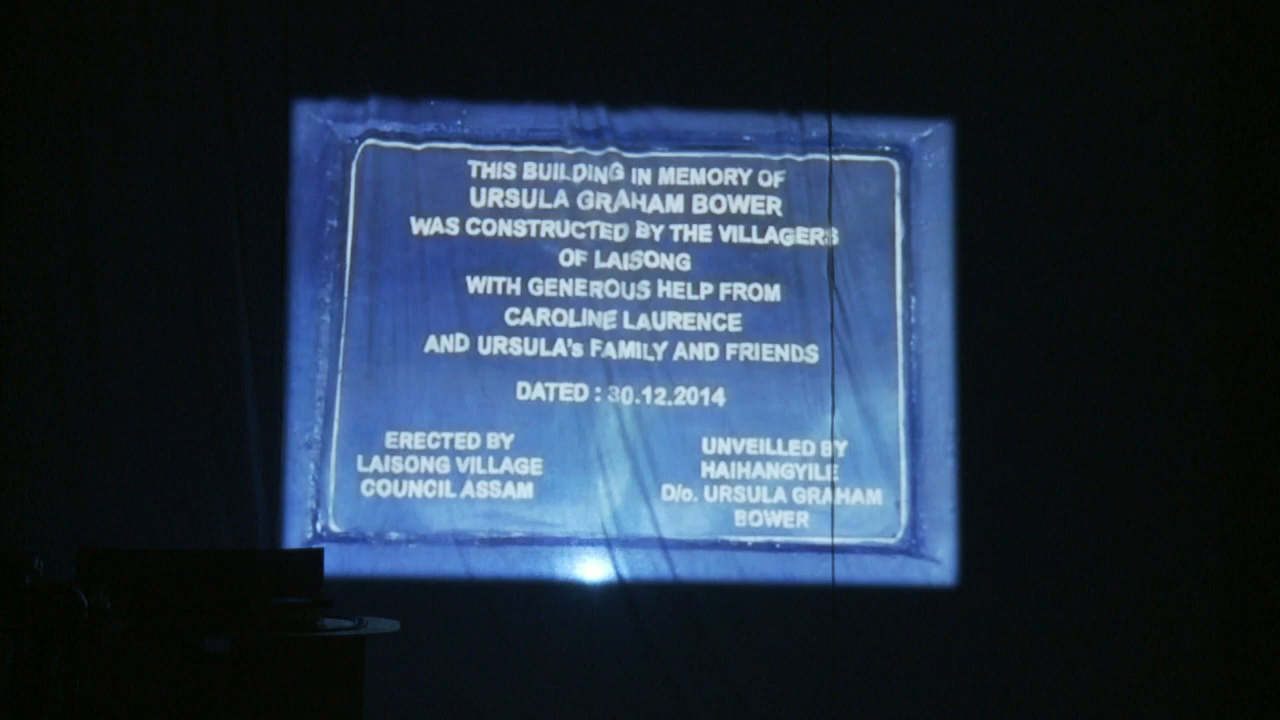 THIS BUILDING IN MEMORY OF
URSULA GRAHAM BOWER
WAS CONSTRUCTED BY THE VILLAGERS
OF LAISONG
WITH GENEROUS HELP FROM
CAROLINE LAURENCE
AND URSULA's FAMILY AND FRIENDS
DATED : 30.12.2014
ERECTED BY
LAISONG VILLAGE
COUNCIL ASSAM
UNVEILLED BY
HAIHANGYILE
D/o. URSULA GRAHAM
BOWER